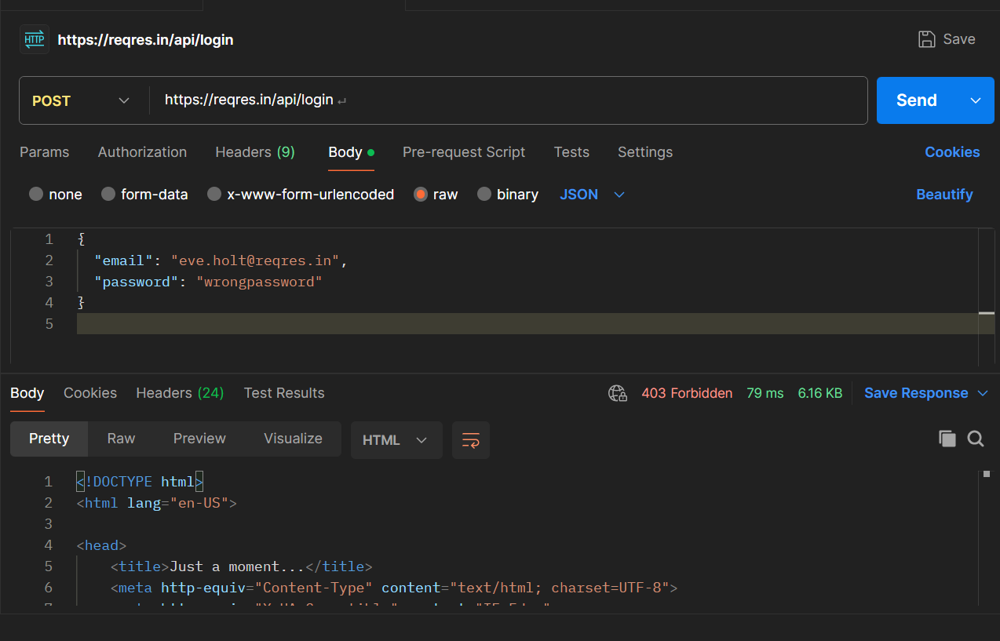 HTTP https://reqres.in/api/login Save
POST https://reqres.in/api/login ↵ Send
Params Authorization Headers (9) Body Pre-request Script Tests Settings Cookies
none form-data x-www-form-urlencoded raw binary JSON Beautify
1 {
2 "email": "eve.holt@reqres.in",
3 "password": "wrongpassword"
4 }
5
Body Cookies Headers (24) Test Results 403 Forbidden 79 ms 6.16 KB Save Response
Pretty Raw Preview Visualize HTML
1 <!DOCTYPE html>
2 <html lang="en-US">
3
4 <head>
5 <title>Just a moment...</title>
6 <meta http-equiv="Content-Type" content="text/html; charset=UTF-8">